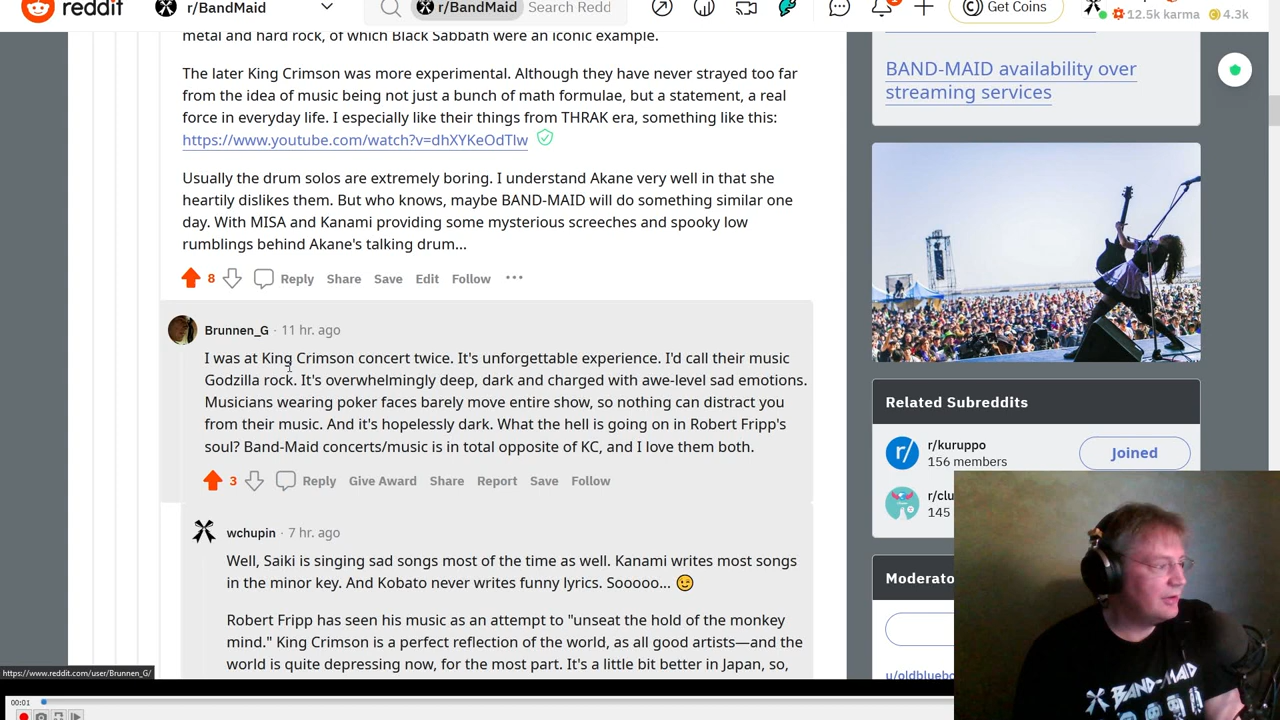 reddit
r/BandMaid
r/BandMaid
Search Redd
Get Coins
12.5k karma
4.3k
metal and hard rock, of which Black Sabbath were an iconic example.
The later King Crimson was more experimental. Although they have never strayed too far
from the idea of music being not just a bunch of math formulae, but a statement, a real
force in everyday life. I especially like their things from THRAK era, something like this:
https://www.youtube.com/watch?v=dhXYKeOdTIw
Usually the drum solos are extremely boring. I understand Akane very well in that she
heartily dislikes them. But who knows, maybe BAND-MAID will do something similar one
day. With MISA and Kanami providing some mysterious screeches and spooky low
rumblings behind Akane's talking drum...
8 Reply Share Save Edit Follow ...
Brunnen_G · 11 hr. ago
I was at King Crimson concert twice. It's unforgettable experience. I'd call their music
Godzilla rock. It's overwhelmingly deep, dark and charged with awe-level sad emotions.
Musicians wearing poker faces barely move entire show, so nothing can distract you
from their music. And it's hopelessly dark. What the hell is going on in Robert Fripp's
soul? Band-Maid concerts/music is in total opposite of KC, and I love them both.
3 Reply Give Award Share Report Save Follow
wchupin · 7 hr. ago
Well, Saiki is singing sad songs most of the time as well. Kanami writes most songs
in the minor key. And Kobato never writes funny lyrics. Sooooo... 😉
Robert Fripp has seen his music as an attempt to "unseat the hold of the monkey
mind." King Crimson is a perfect reflection of the world, as all good artists—and the
world is quite depressing now, for the most part. It's a little bit better in Japan, so,
https://www.reddit.com/user/Brunnen_G/
00:01
BAND-MAID availability over
streaming services
Related Subreddits
r/kuruppo
156 members
Joined
r/clu
145
Moderato
u/oldblueb
BAND-MAID